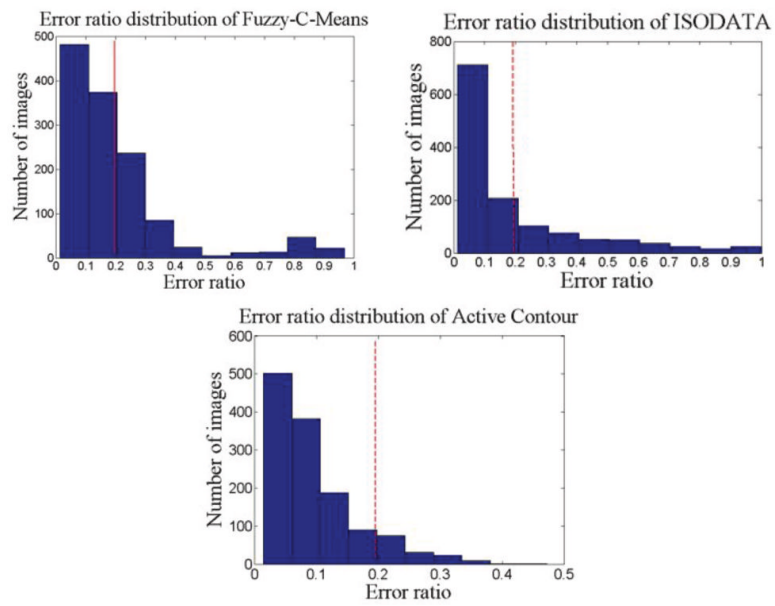 Error ratio distribution of Fuzzy-C-Means
Number of images
500
400
300
200
100
0
0 0.1 0.2 0.3 0.4 0.5 0.6 0.7 0.8 0.9 1
Error ratio
Error ratio distribution of ISODATA
Number of images
800
600
400
200
0
0 0.1 0.2 0.3 0.4 0.5 0.6 0.7 0.8 0.9 1
Error ratio
Error ratio distribution of Active Contour
Number of images
600
500
400
300
200
100
0
0 0.1 0.2 0.3 0.4 0.5
Error ratio